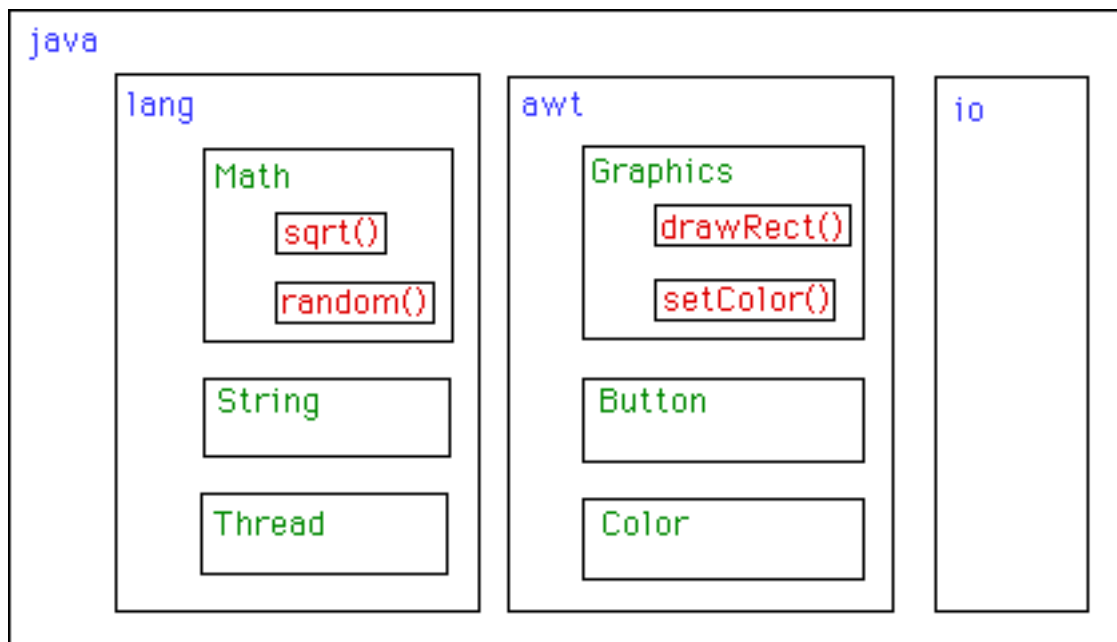 java
lang
Math
sqrt()
random()
String
Thread
awt
Graphics
drawRect()
setColor()
Button
Color
io